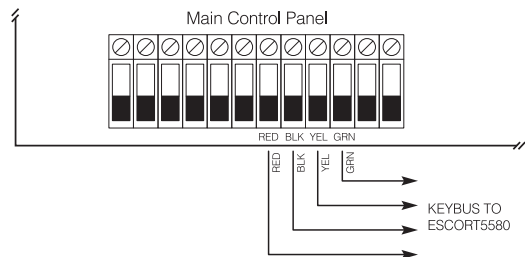 Main Control Panel
RED BLK YEL GRN
RED BLK YEL GRN
KEYBUS TO
ESCORT5580